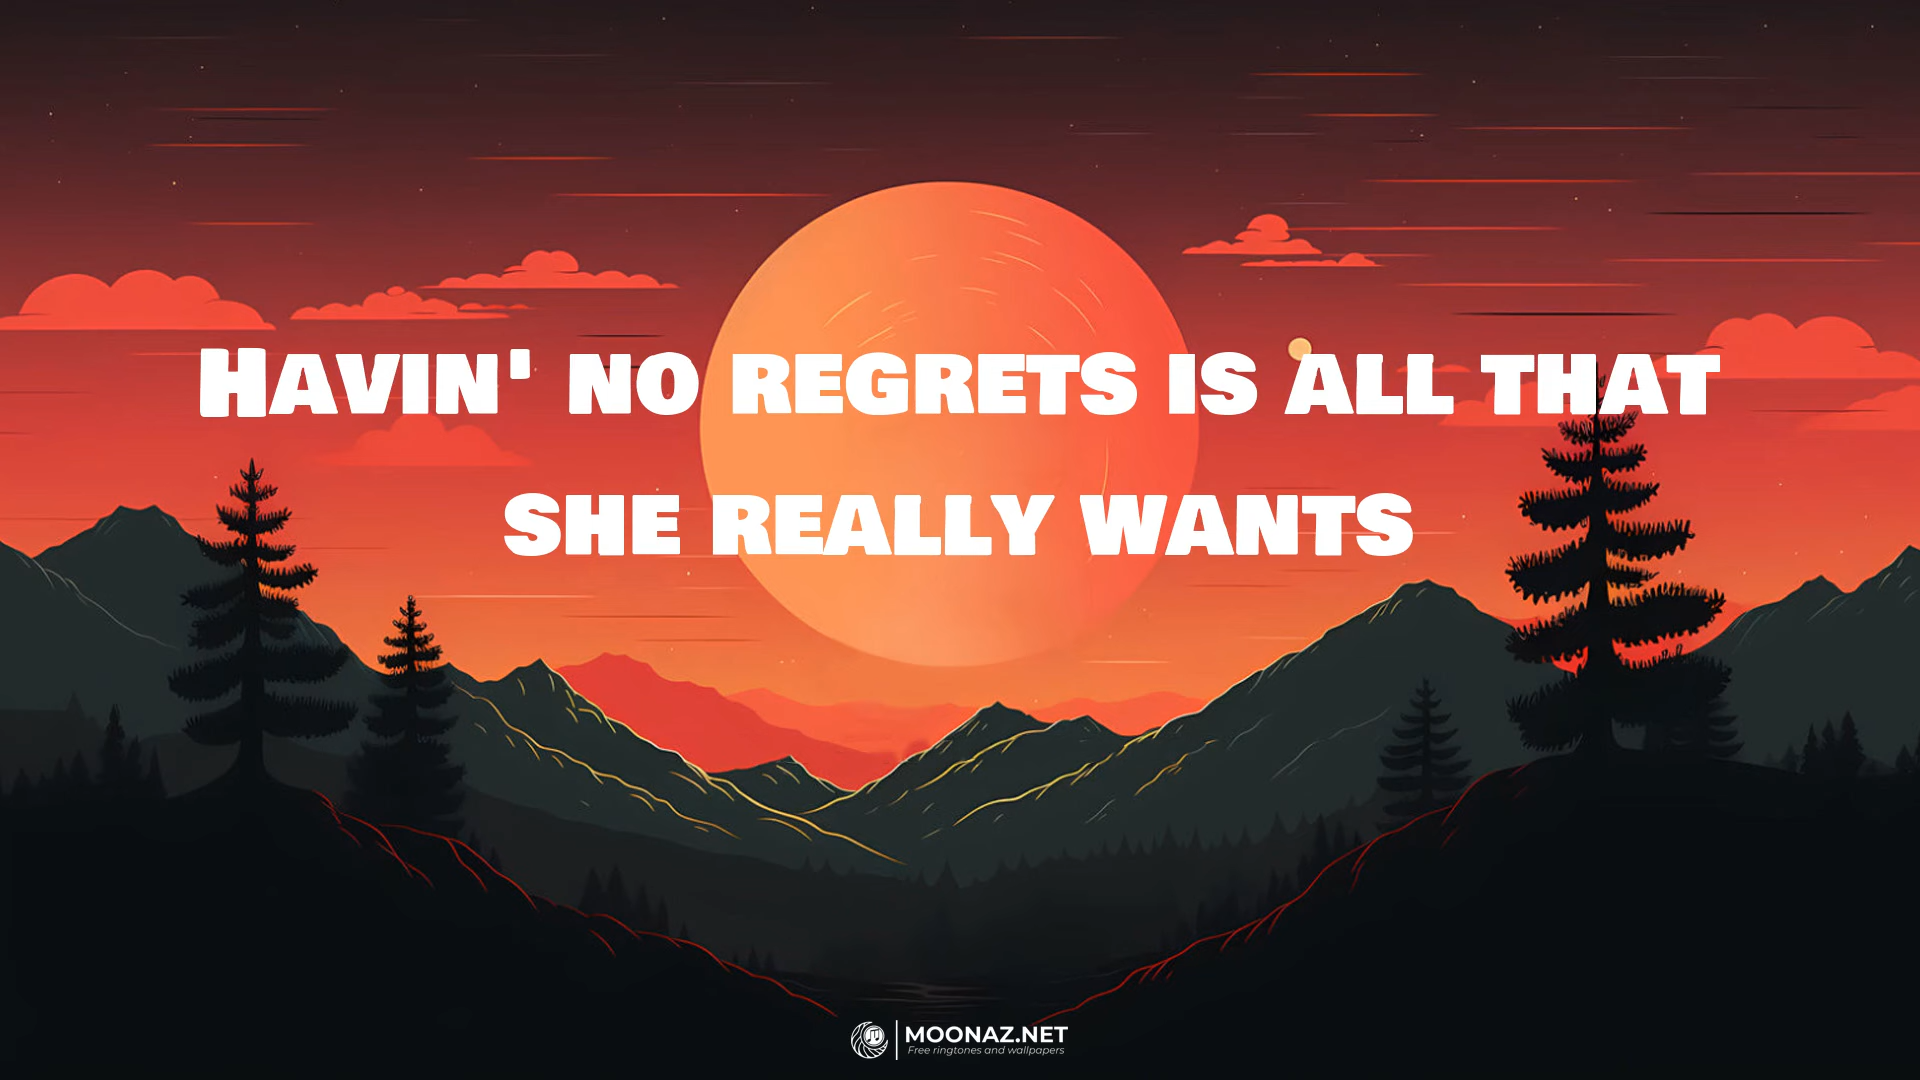 Havin' no regrets is all that
she really wants
MOONAZ.NET
Free ringtones and wallpapers